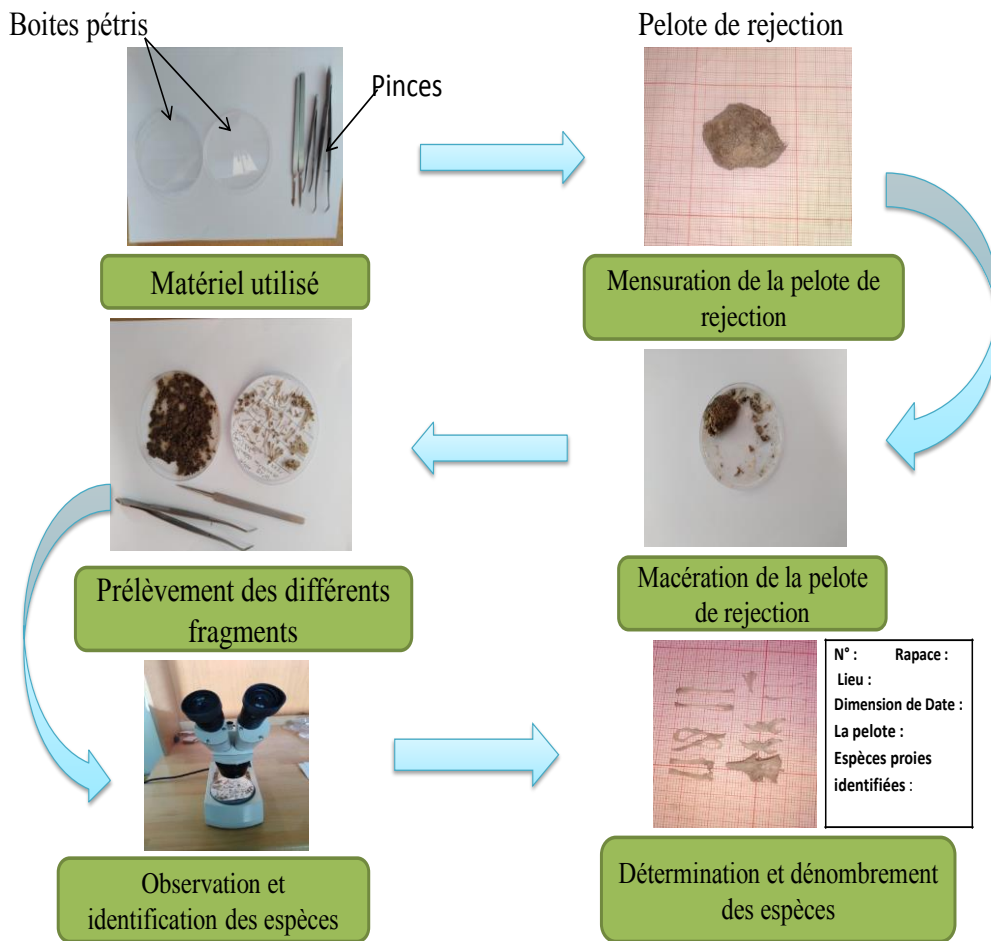 Boites pétris
Pinces
Pelote de rejection
Matériel utilisé
Mensuration de la pelote de
rejection
Macération de la pelote
de rejection
Prélèvement des différents
fragments
Observation et
identification des espèces
N° : Rapace :
Lieu :
Dimension de Date :
La pelote :
Espèces proies
identifiées :
Détermination et dénombrement
des espèces